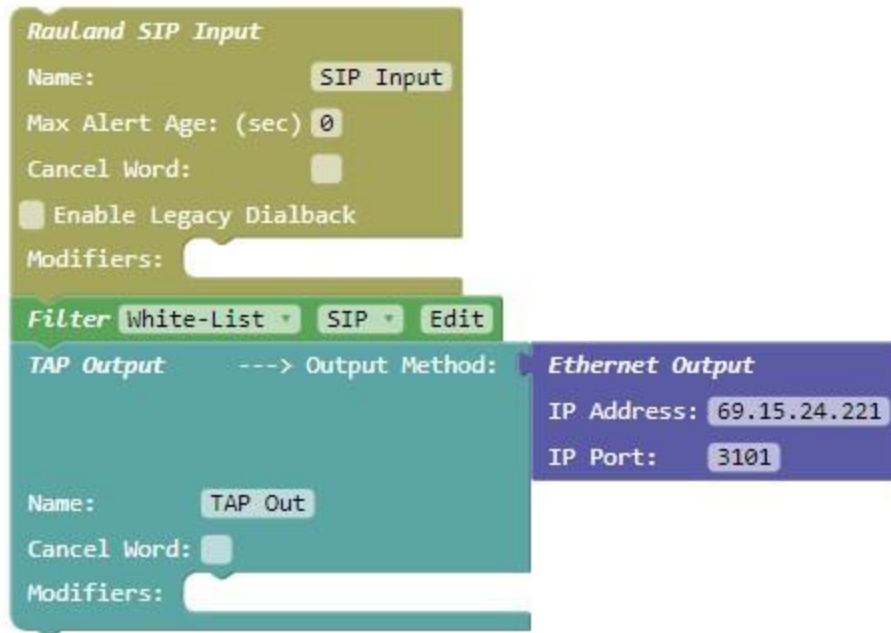 Rauland SIP Input
Name: SIP Input
Max Alert Age: (sec) 0
Cancel Word:
Enable Legacy Dialback
Modifiers:
Filter White-List SIP Edit
TAP Output ---> Output Method:
Ethernet Output
IP Address: 69.15.24.221
IP Port: 3101
Name: TAP Out
Cancel Word:
Modifiers: